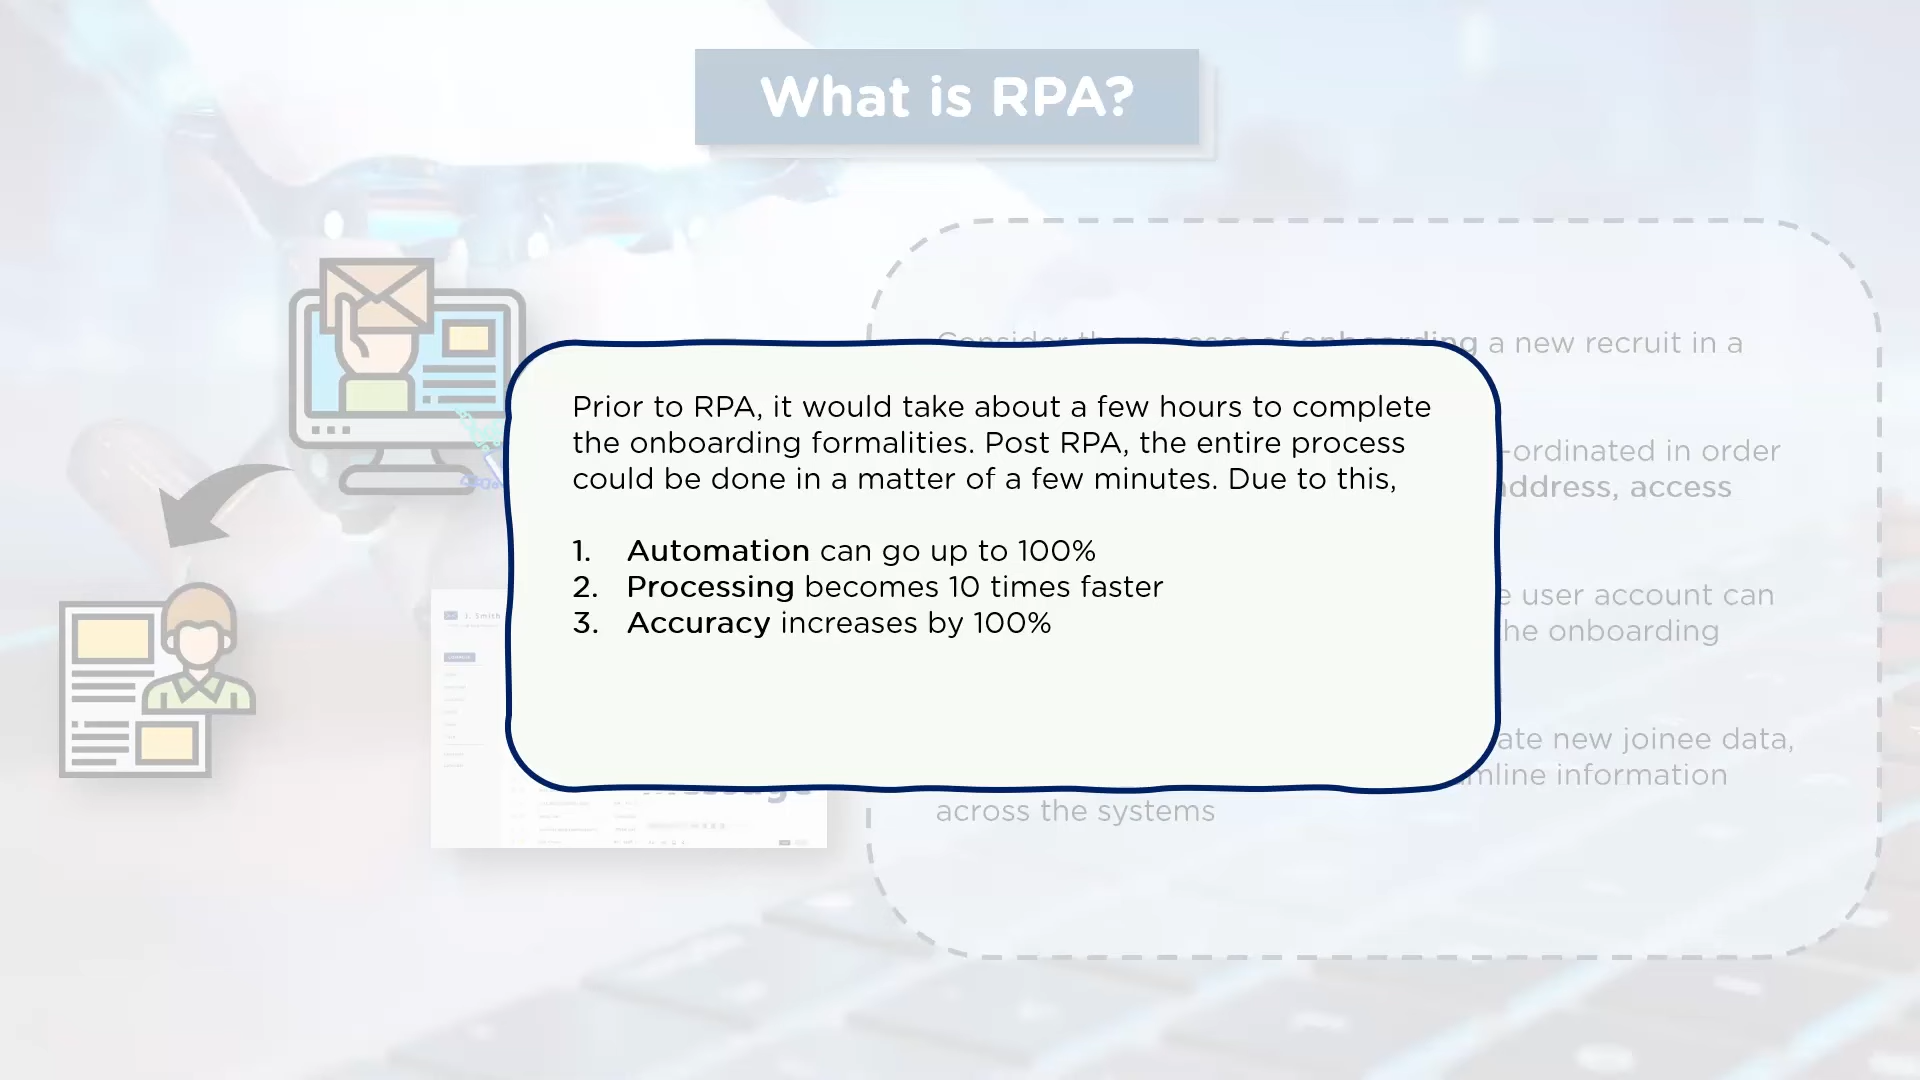 What is RPA?
a new recruit in a
Prior to RPA, it would take about a few hours to complete
the onboarding formalities. Post RPA, the entire process
could be done in a matter of a few minutes. Due to this,
1. Automation can go up to 100%
2. Processing becomes 10 times faster
3. Accuracy increases by 100%
-ordinated in order
address, access
user account can
he onboarding
ate new joinee data,
mline information
across the systems
J. Smith